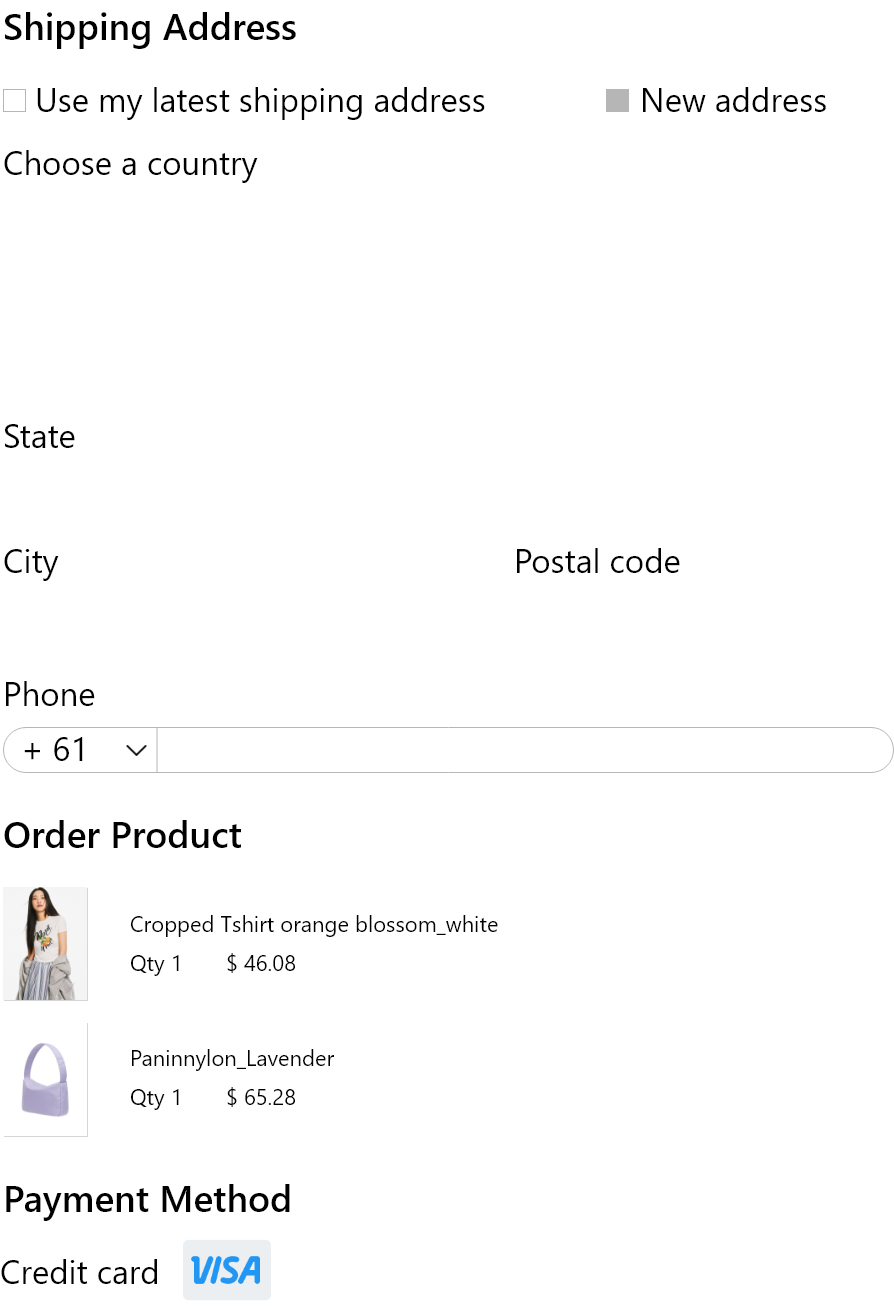 Shipping Address
Use my latest shipping address New address
Choose a country
State
City Postal code
Phone
+ 61
Order Product
Cropped Tshirt orange blossom_white
Qty 1 $ 46.08
Paninnylon_Lavender
Qty 1 $ 65.28
Payment Method
Credit card VISA